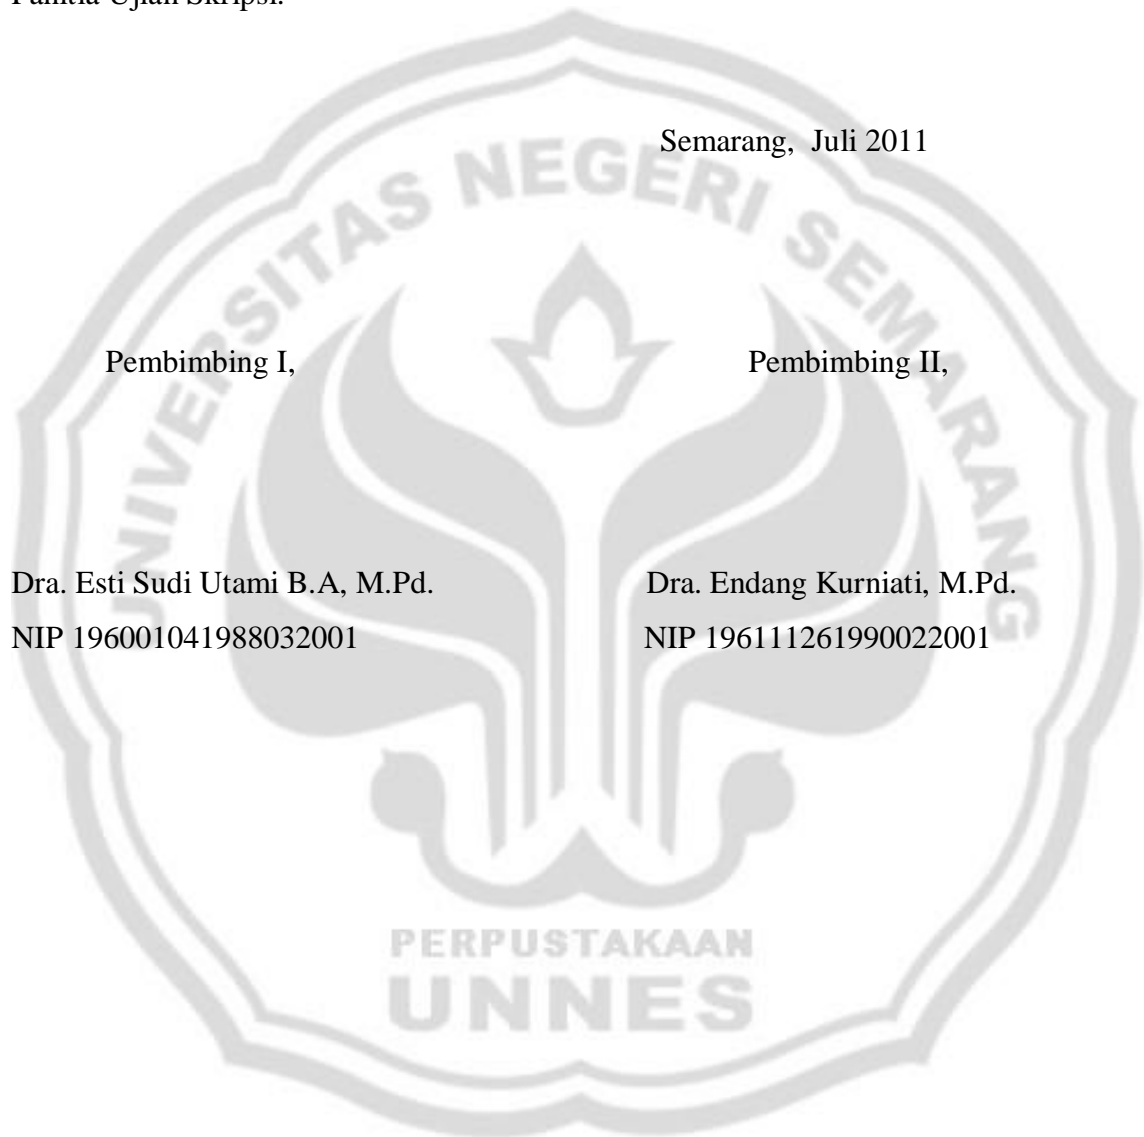 Panitia Ujian Skripsi.
Semarang, Juli 2011
Pembimbing I, Pembimbing II,
Dra. Esti Sudi Utami B.A, M.Pd. Dra. Endang Kurniati, M.Pd.
NIP 196001041988032001 NIP 196111261990022001
UNIVERSITAS NEGERI SEMARANG
PERPUSTAKAAN
UNNES